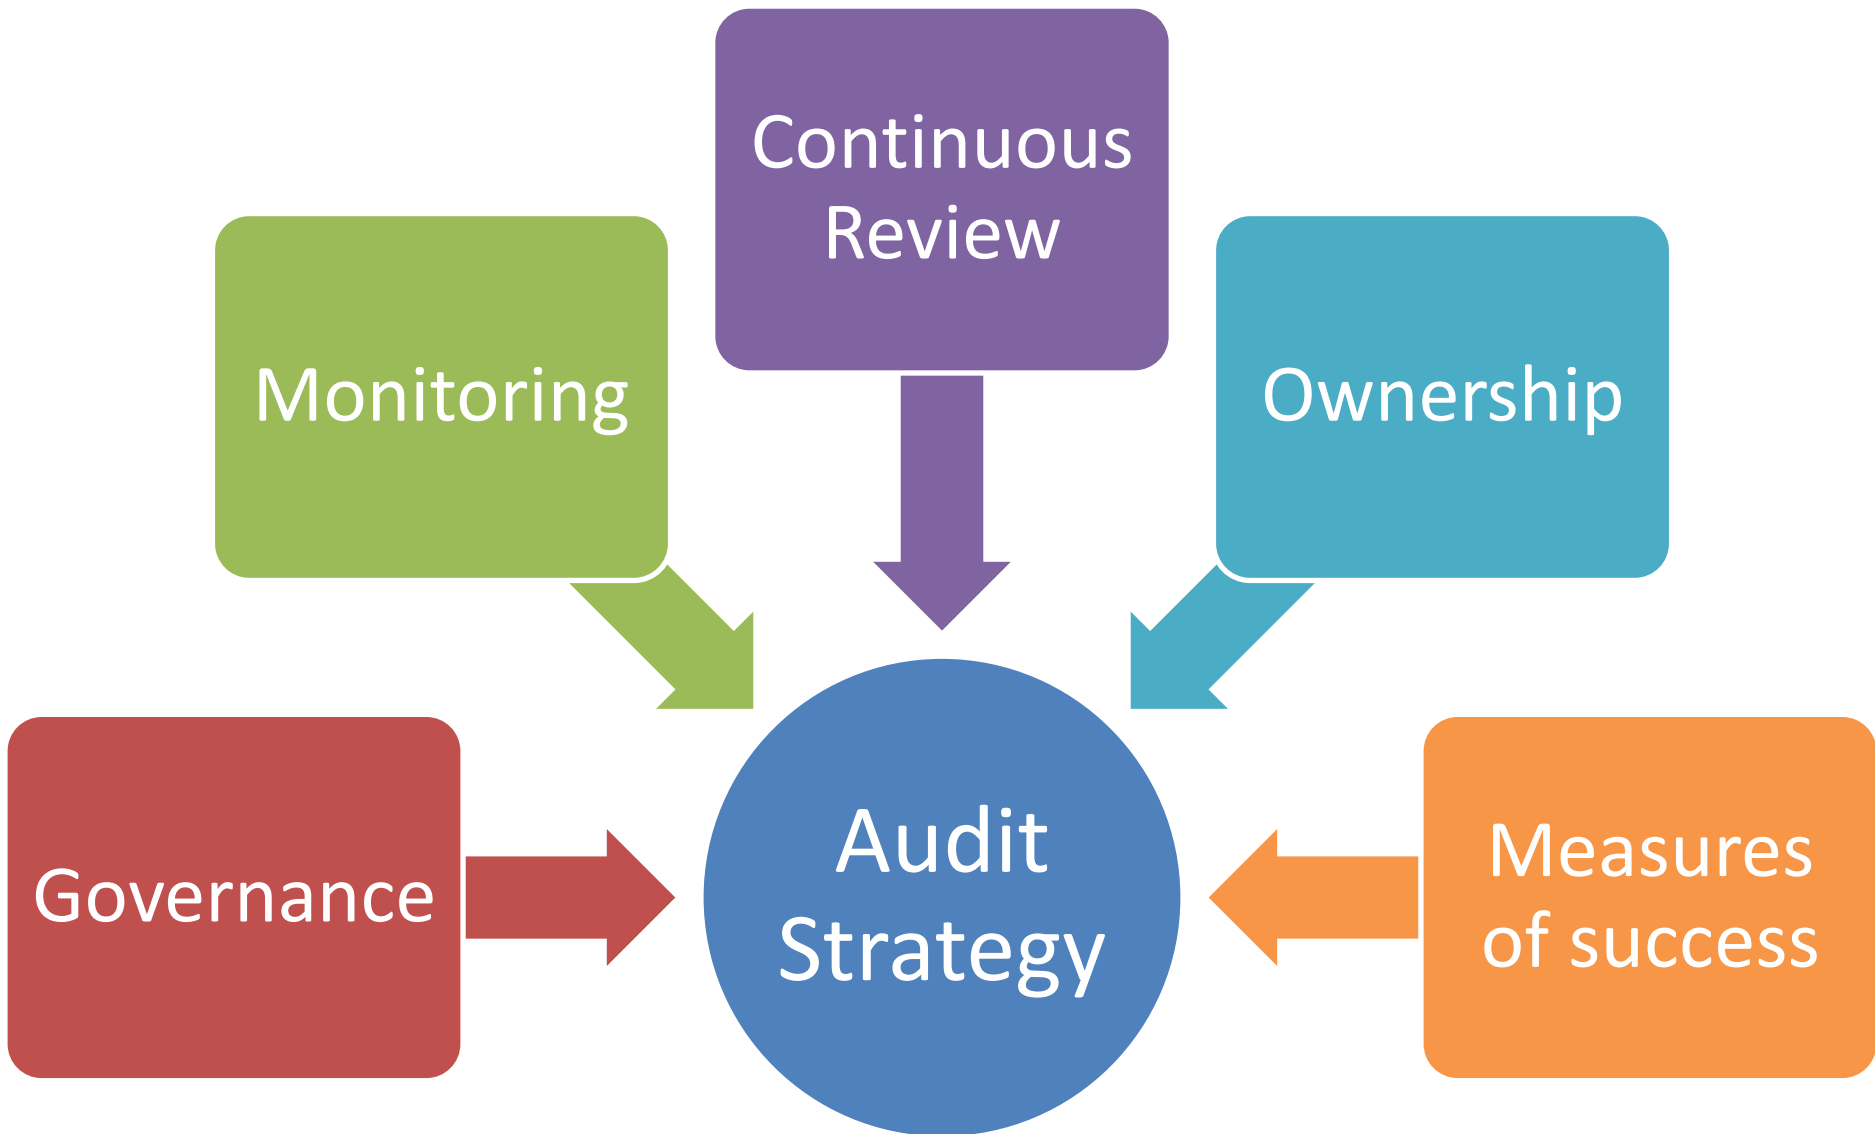 Continuous
Review
Monitoring
Ownership
Governance
Audit
Strategy
Measures
of success